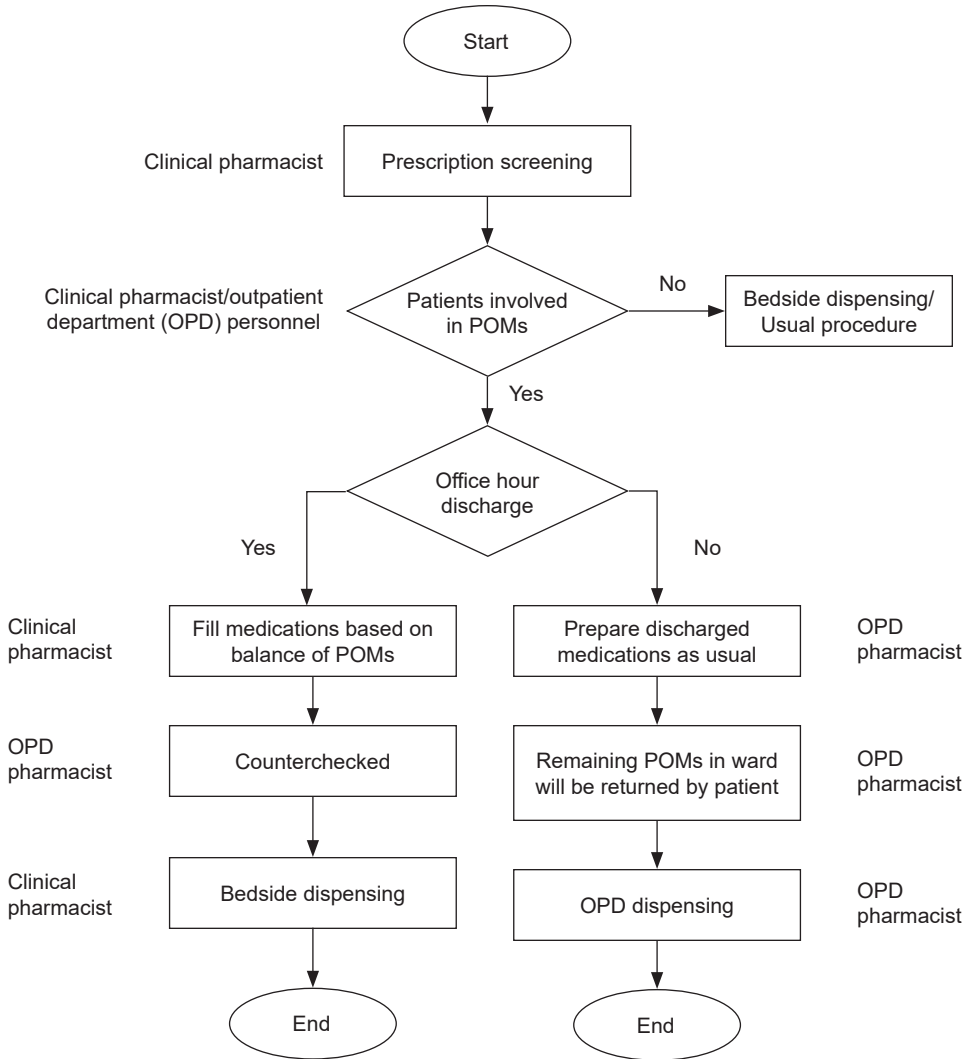 Start
Clinical pharmacist
Prescription screening
Clinical pharmacist/outpatient
department (OPD) personnel
Patients involved
in POMs
No
Bedside dispensing/
Usual procedure
Yes
Office hour
discharge
Yes
No
Clinical
pharmacist
Fill medications based on
balance of POMs
Prepare discharged
medications as usual
OPD
pharmacist
OPD
pharmacist
Counterchecked
Remaining POMs in ward
will be returned by patient
OPD
pharmacist
Clinical
pharmacist
Bedside dispensing
OPD dispensing
OPD
pharmacist
End
End